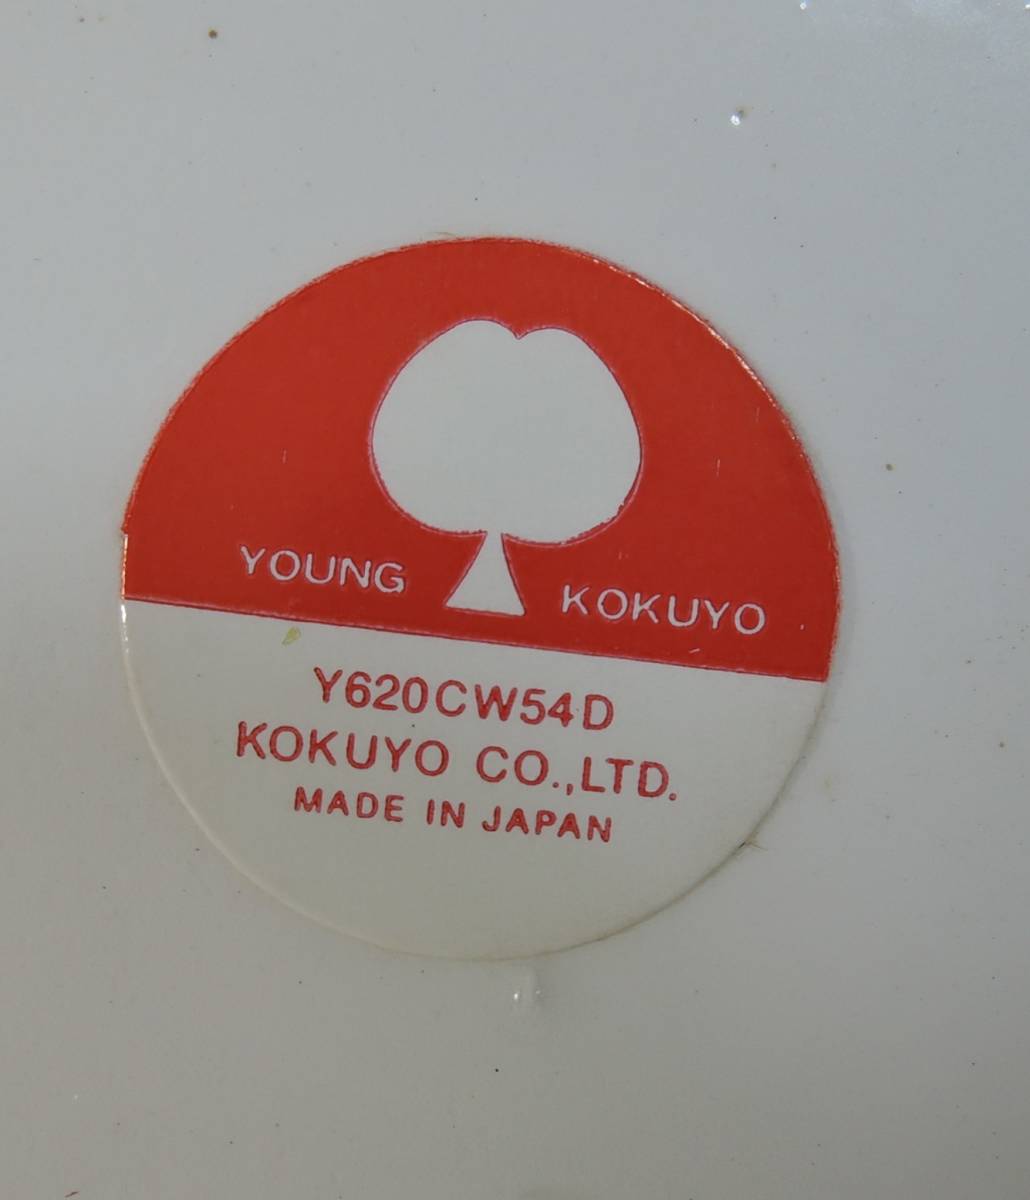 YOUNG KOKUYO
Y620CW54D
KOKUYO CO.,LTD.
MADE IN JAPAN